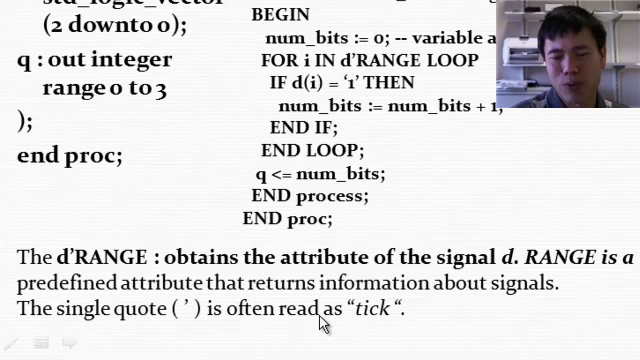 std_logic_vector
(2 downto 0);
q : out integer
range 0 to 3
);
end proc;
BEGIN
num_bits := 0; -- variable a
FOR i IN d'RANGE LOOP
IF d(i) = '1' THEN
num_bits := num_bits + 1;
END IF;
END LOOP;
q <= num_bits;
END process;
END proc;
The d'RANGE : obtains the attribute of the signal d. RANGE is a
predefined attribute that returns information about signals.
The single quote ( ' ) is often read as "tick ".